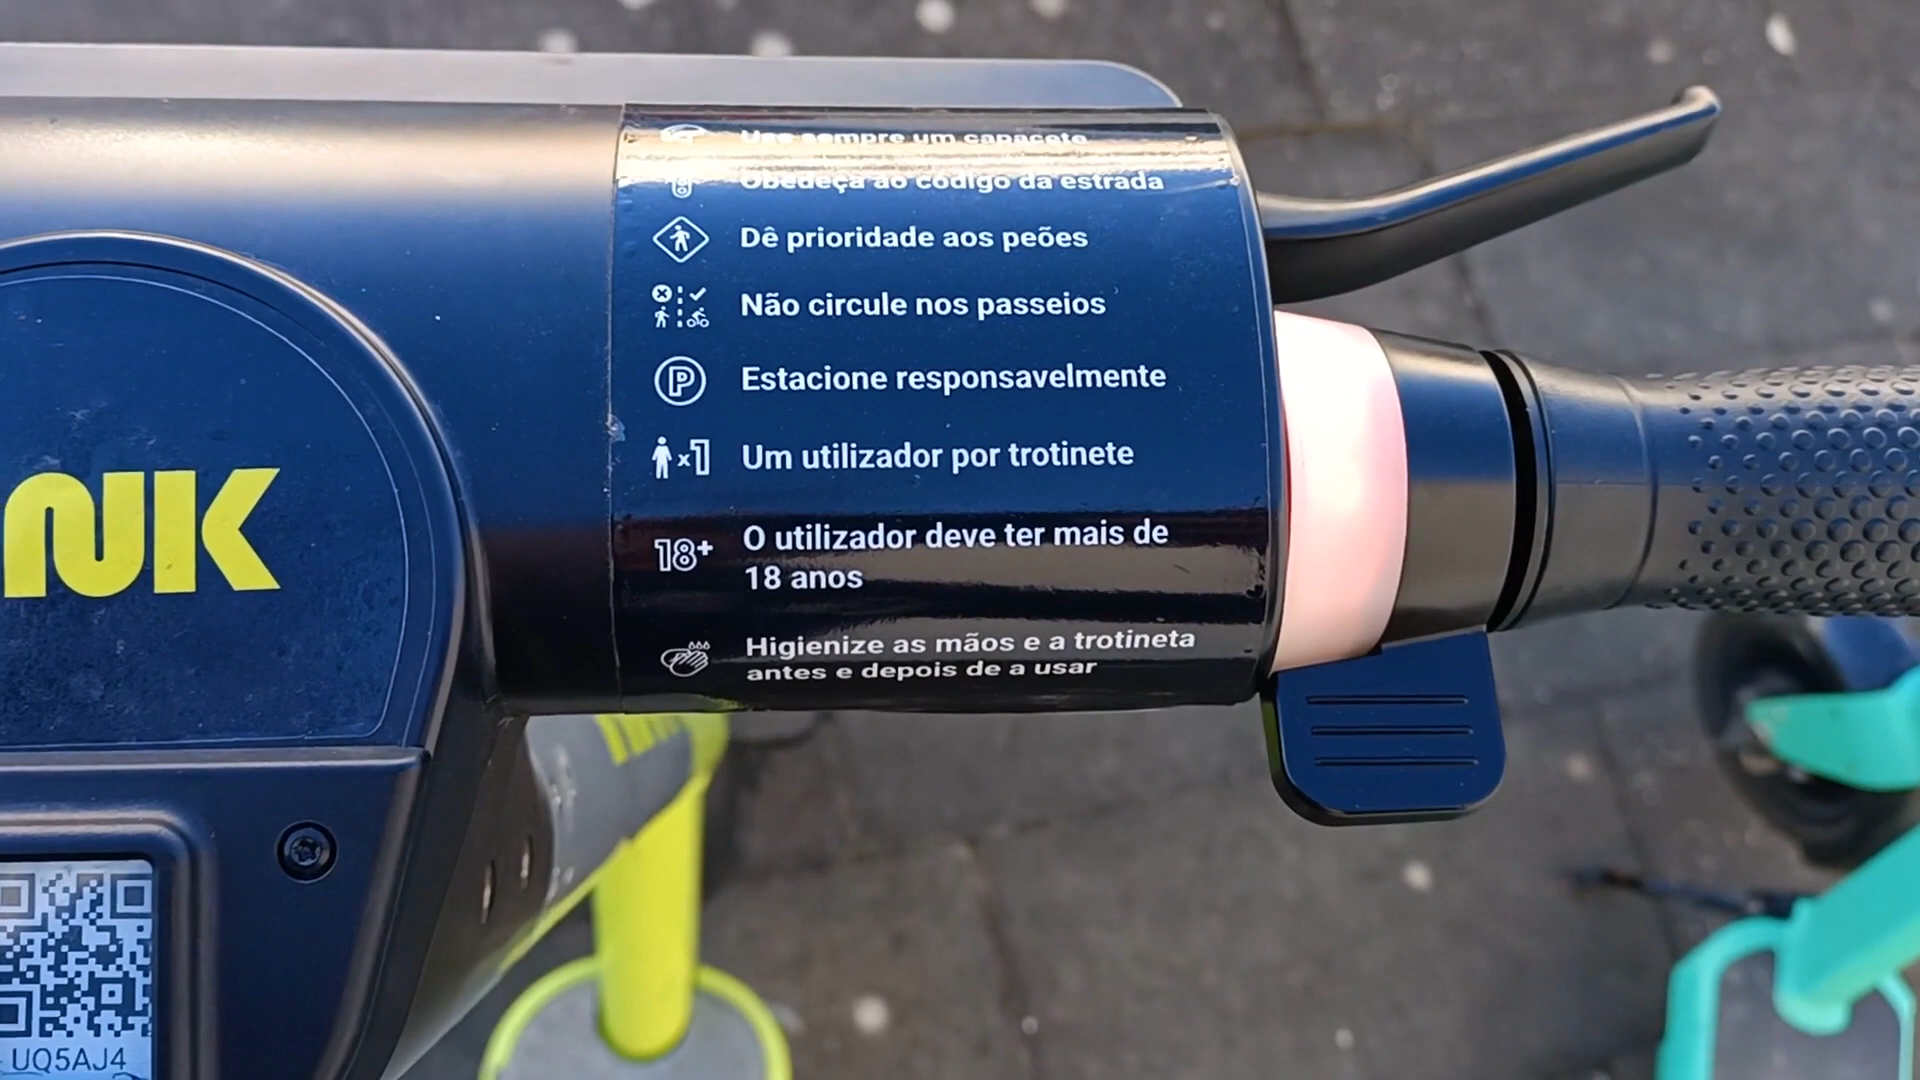 Use sempre um capacete
Obedeça ao código da estrada
Dê prioridade aos peões
Não circule nos passeios
P Estacione responsavelmente
x1 Um utilizador por trotinete
18+ O utilizador deve ter mais de
18 anos
Higienize as mãos e a trotineta
antes e depois de a usar
NK
UQ5AJ4